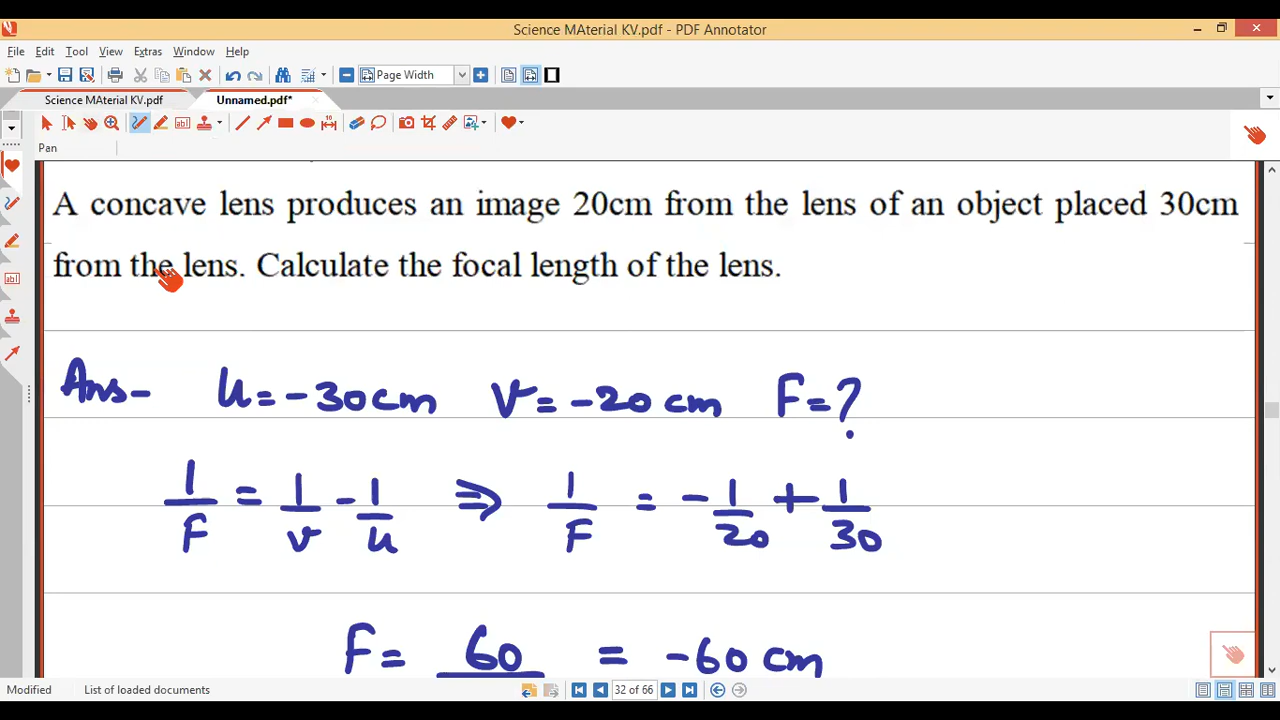 Science MAterial KV.pdf - PDF Annotator
File Edit Tool View Extras Window Help
Page Width
Science MAterial KV.pdf Unnamed.pdf*
Pan
A concave lens produces an image 20cm from the lens of an object placed 30cm
from the lens. Calculate the focal length of the lens.
Ans- u = -30cm v = -20 cm F = ?
1/F = 1/v - 1/u ⇒ 1/F = -1/20 + 1/30
F = 60 = -60 cm
Modified List of loaded documents 32 of 66